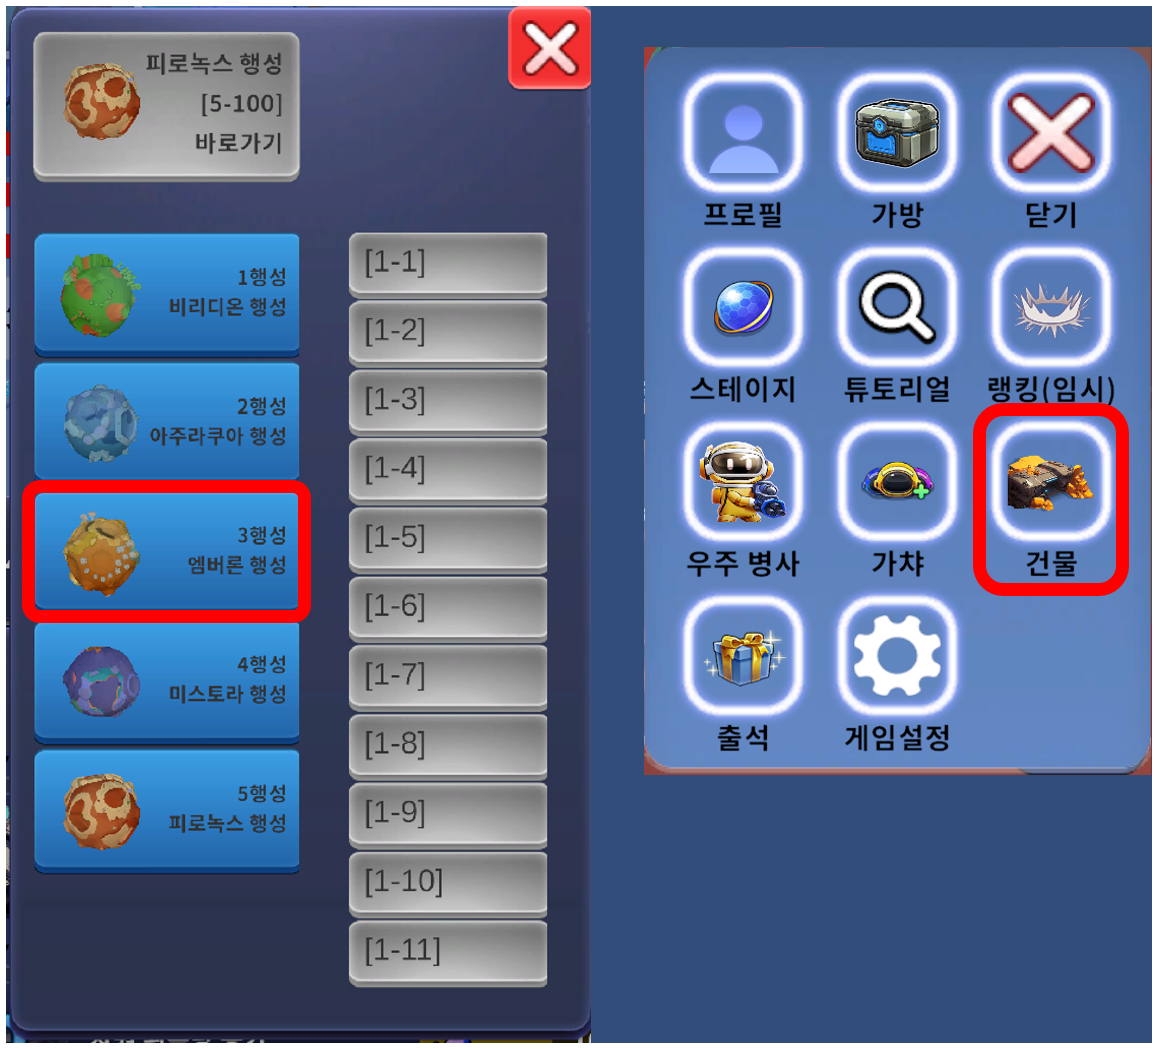 피로녹스 행성
[5-100]
바로가기
1행성
비리디온 행성
2행성
아주라쿠아 행성
3행성
엠버론 행성
4행성
미스토라 행성
5행성
피로녹스 행성
[1-1]
[1-2]
[1-3]
[1-4]
[1-5]
[1-6]
[1-7]
[1-8]
[1-9]
[1-10]
[1-11]
프로필
가방
닫기
스테이지
튜토리얼
랭킹(임시)
우주 병사
가챠
건물
출석
게임설정